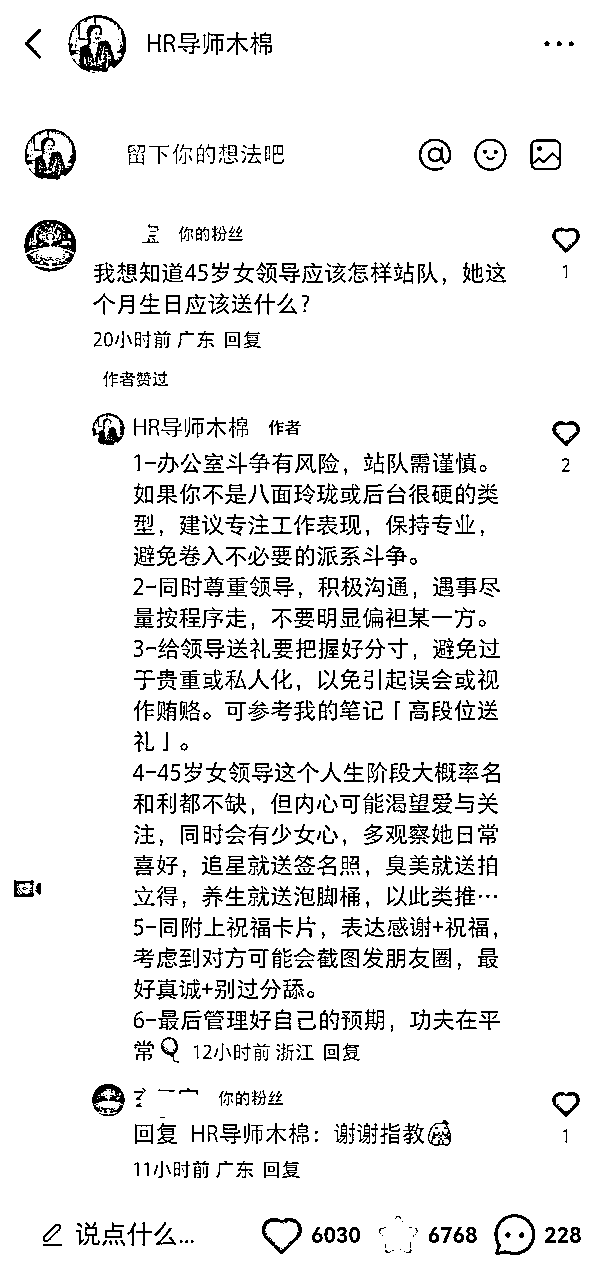 HR导师木棉
留下你的想法吧
你的粉丝
我想知道45岁女领导应该怎样站队，她这
个月生日应该送什么？
1
20小时前 广东 回复
作者赞过
HR导师木棉 作者
1-办公室斗争有风险，站队需谨慎。
2
如果你不是八面玲珑或后台很硬的类
型，建议专注工作表现，保持专业，
避免卷入不必要的派系斗争。
2-同时尊重领导，积极沟通，遇事尽
量按程序走，不要明显偏袒某一方。
3-给领导送礼要把握好分寸，避免过
于贵重或私人化，以免引起误会或视
作贿赂。可参考我的笔记「高段位送
礼」。
4-45岁女领导这个人生阶段大概率名
和利都不缺，但内心可能渴望爱与关
注，同时会有少女心，多观察她日常
喜好，追星就送签名照，臭美就送拍
立得，养生就送泡脚桶，以此类推…
5-同附上祝福卡片，表达感谢+祝福，
考虑到对方可能会截图发朋友圈，最
好真诚+别过分舔。
6-最后管理好自己的预期，功夫在平
常 12小时前 浙江 回复
你的粉丝
回复 HR导师木棉：谢谢指教
1
11小时前 广东 回复
说点什么... 6030 6768 228